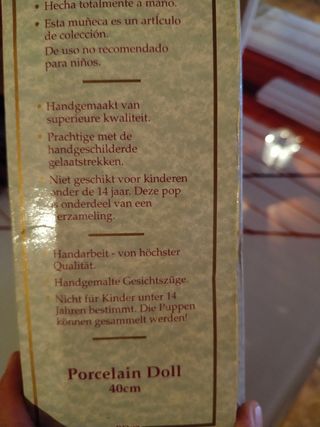 • Hecha totalmente a mano.
• Esta muñeca es un artículo
de colección.
De uso no recomendado
para niños.
• Handgemaakt van
superieure kwaliteit.
• Prachtige met de
handgeschilderde
gelaatstrekken.
• Niet geschikt voor kinderen
onder de 14 jaar. Deze pop
is onderdeel van een
verzameling.
Handarbeit - von höchster
Qualität.
Handgemalte Gesichtszüge.
Nicht für Kinder unter 14
Jahren bestimmt. Die Puppen
können gesammelt werden!
Porcelain Doll
40cm